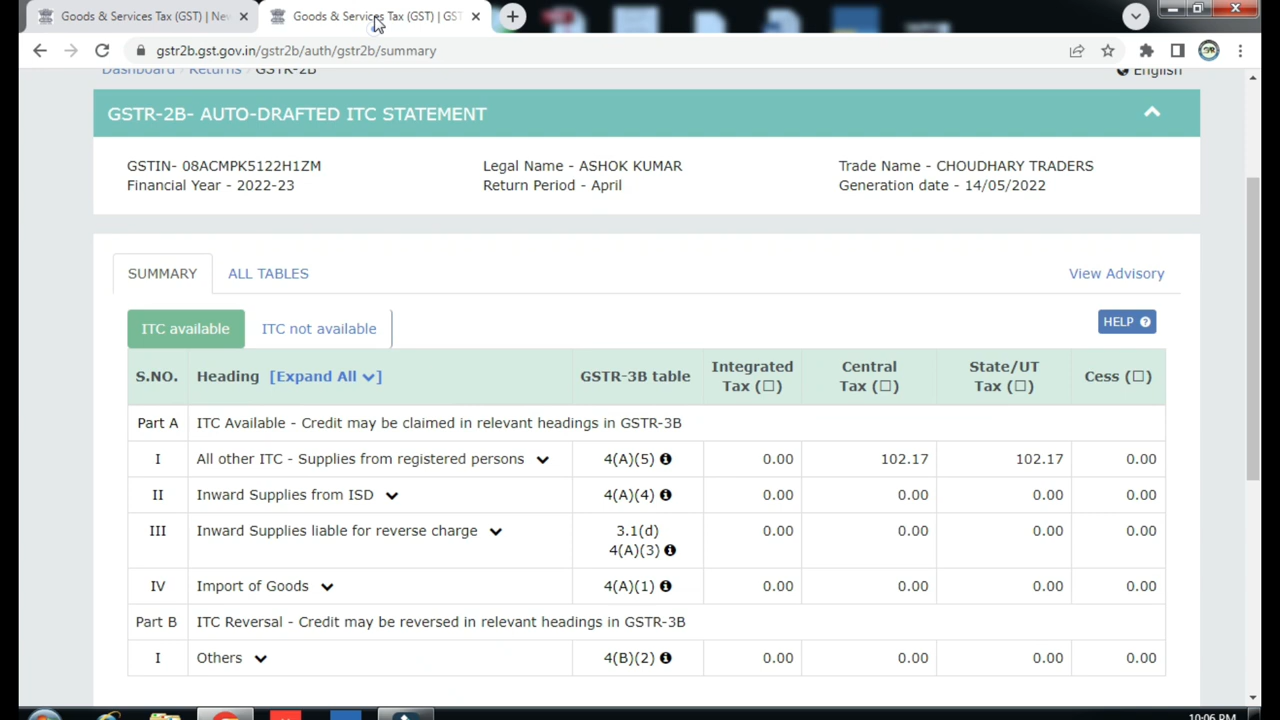 Goods & Services Tax (GST) | Nev
Goods & Services Tax (GST) | GST
gstr2b.gst.gov.in/gstr2b/auth/gstr2b/summary
Dashboard Returns GSTR-2B
English
GSTR-2B- AUTO-DRAFTED ITC STATEMENT
GSTIN- 08ACMPK5122H1ZM Legal Name - ASHOK KUMAR Trade Name - CHOUDHARY TRADERS
Financial Year - 2022-23 Return Period - April Generation date - 14/05/2022
SUMMARY ALL TABLES View Advisory
ITC available ITC not available HELP
S.NO. Heading [Expand All] GSTR-3B table Integrated Tax (☐) Central Tax (☐) State/UT Tax (☐) Cess (☐)
Part A ITC Available - Credit may be claimed in relevant headings in GSTR-3B
I All other ITC - Supplies from registered persons 4(A)(5) 0.00 102.17 102.17 0.00
II Inward Supplies from ISD 4(A)(4) 0.00 0.00 0.00 0.00
III Inward Supplies liable for reverse charge 3.1(d) 4(A)(3) 0.00 0.00 0.00 0.00
IV Import of Goods 4(A)(1) 0.00 0.00 0.00 0.00
Part B ITC Reversal - Credit may be reversed in relevant headings in GSTR-3B
I Others 4(B)(2) 0.00 0.00 0.00 0.00
10:06 PM